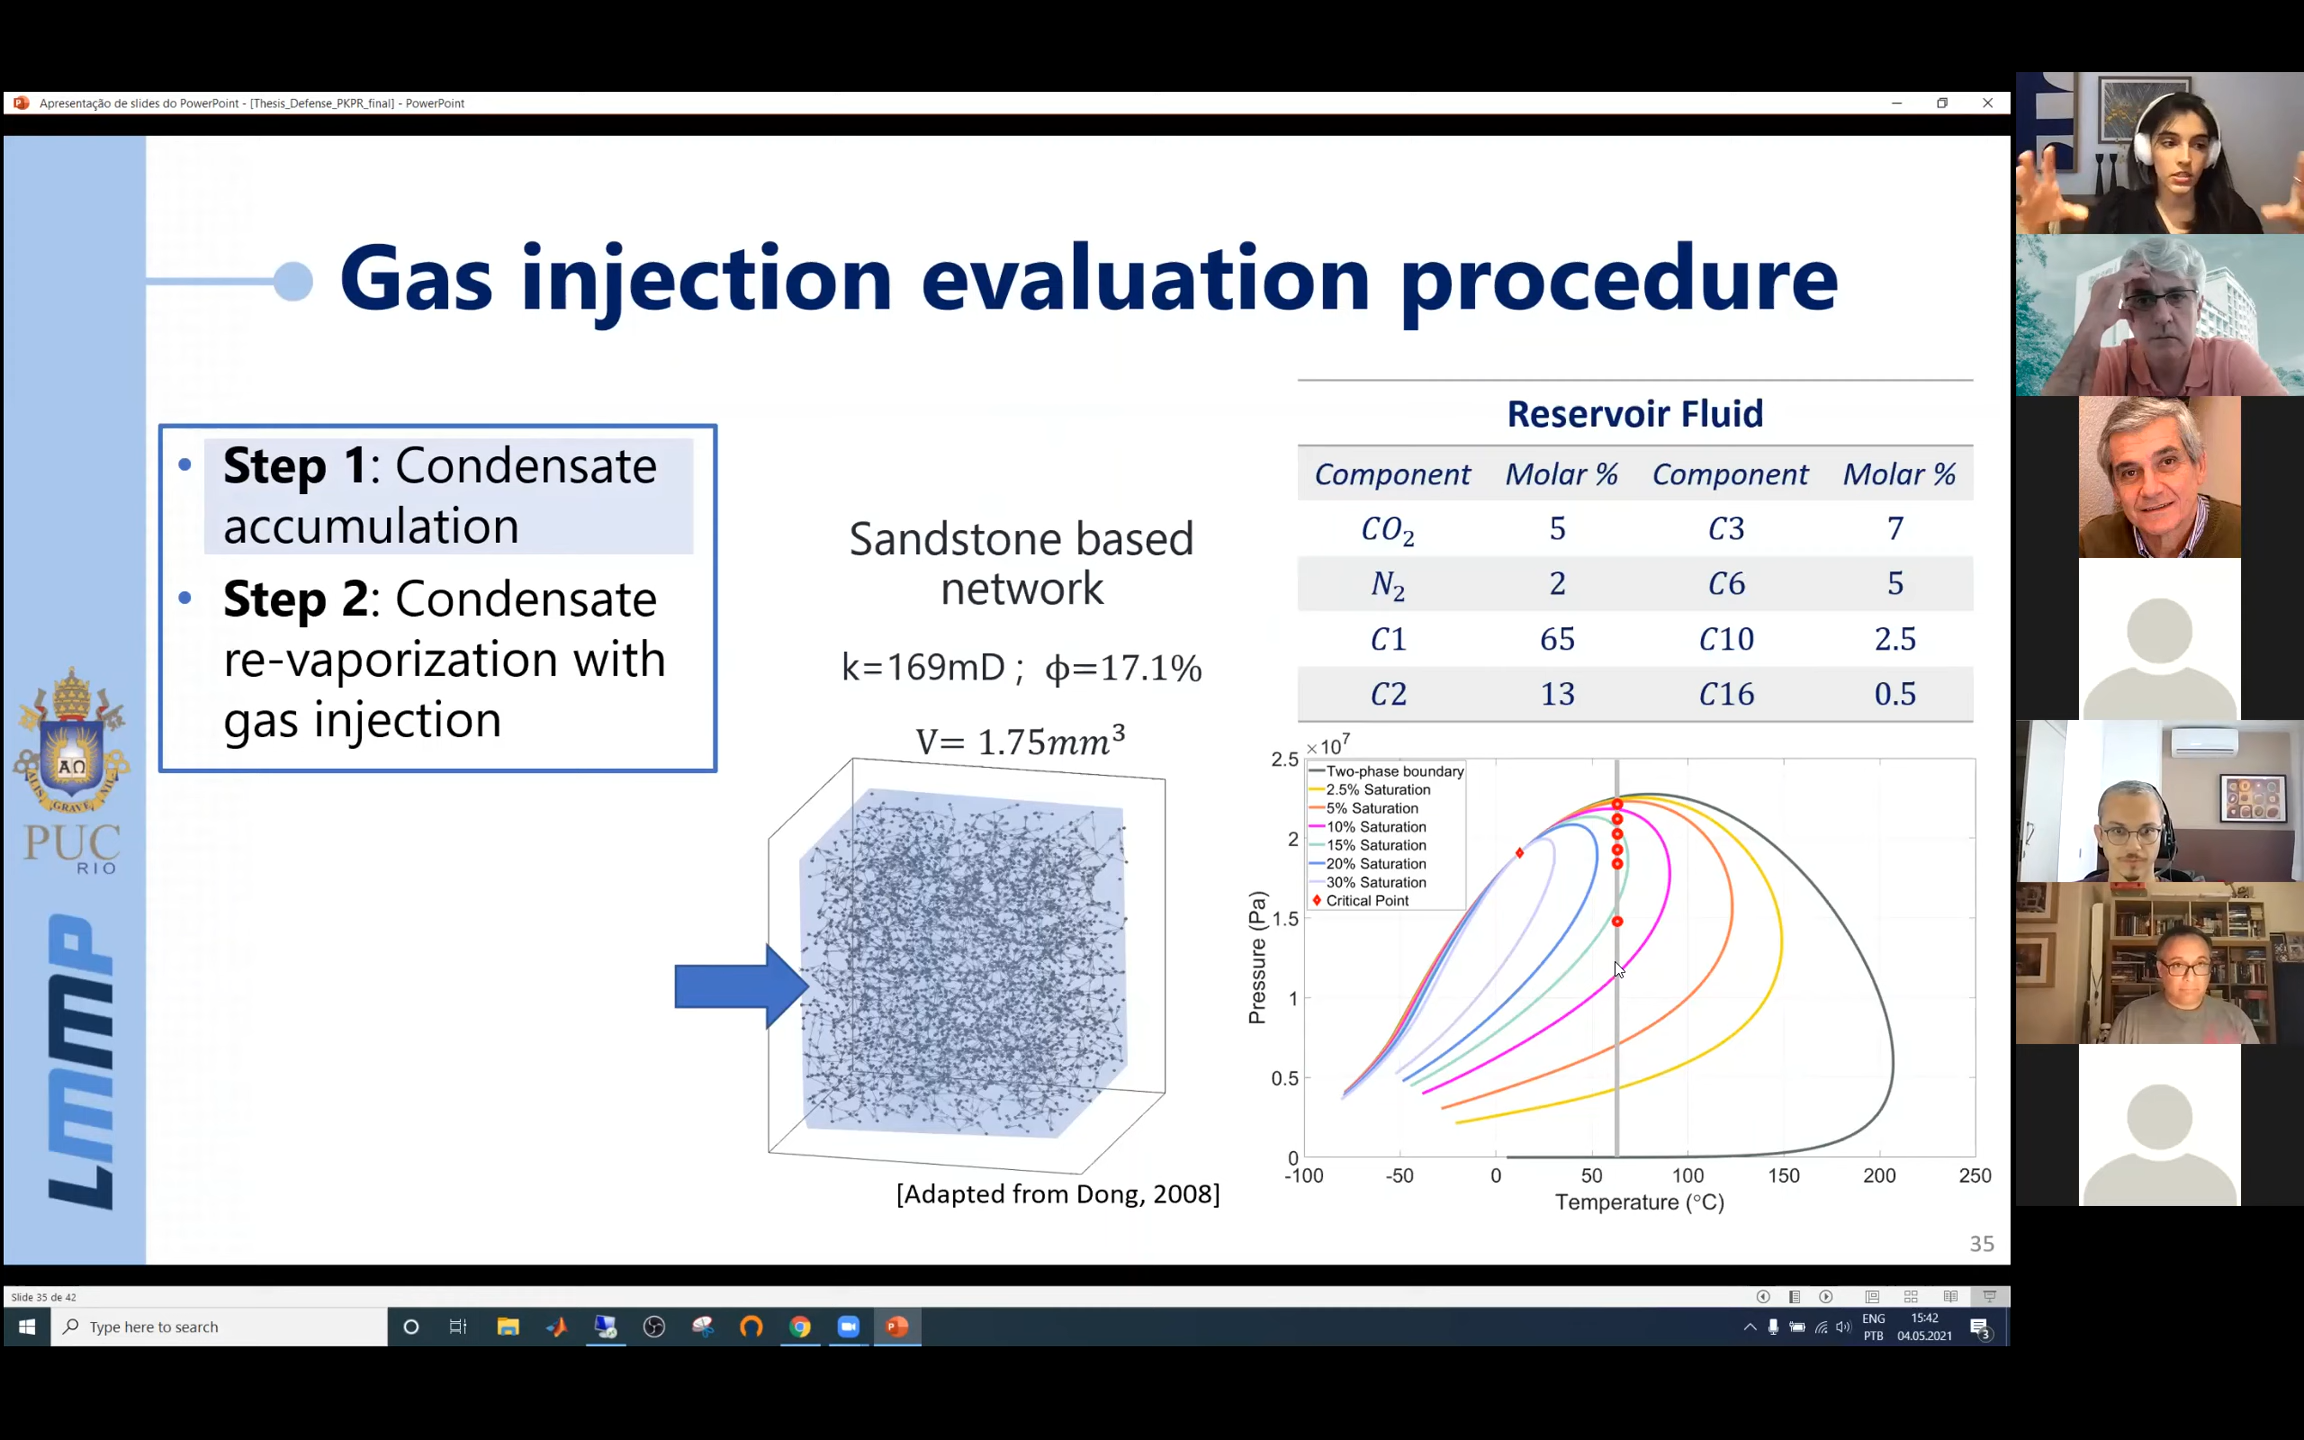 Apresentação de slides do PowerPoint - [Thesis_Defense_PKPR_final] - PowerPoint
Gas injection evaluation procedure
• Step 1: Condensate
accumulation
• Step 2: Condensate
re-vaporization with
gas injection
Sandstone based
network
k=169mD ; ϕ=17.1%
V= 1.75mm³
[Adapted from Dong, 2008]
Reservoir Fluid
Component Molar % Component Molar %
CO₂ 5 C3 7
N₂ 2 C6 5
C1 65 C10 2.5
C2 13 C16 0.5
×10⁷
2.5
2
1.5
1
0.5
0
Pressure (Pa)
Two-phase boundary
2.5% Saturation
5% Saturation
10% Saturation
15% Saturation
20% Saturation
30% Saturation
Critical Point
-100 -50 0 50 100 150 200 250
Temperature (°C)
35
ΑΩ
ALIS GRAVE NIL
PUC
RIO
LMMP
Slide 35 de 42
Type here to search
ENG
PTB
15:42
04.05.2021
3